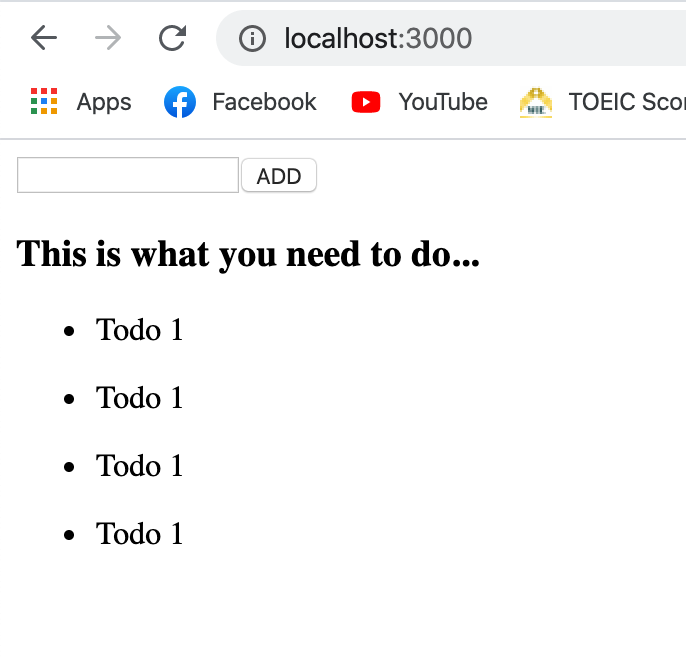 localhost:3000
Apps Facebook YouTube TOEIC Scor
ADD
This is what you need to do...
• Todo 1
• Todo 1
• Todo 1
• Todo 1